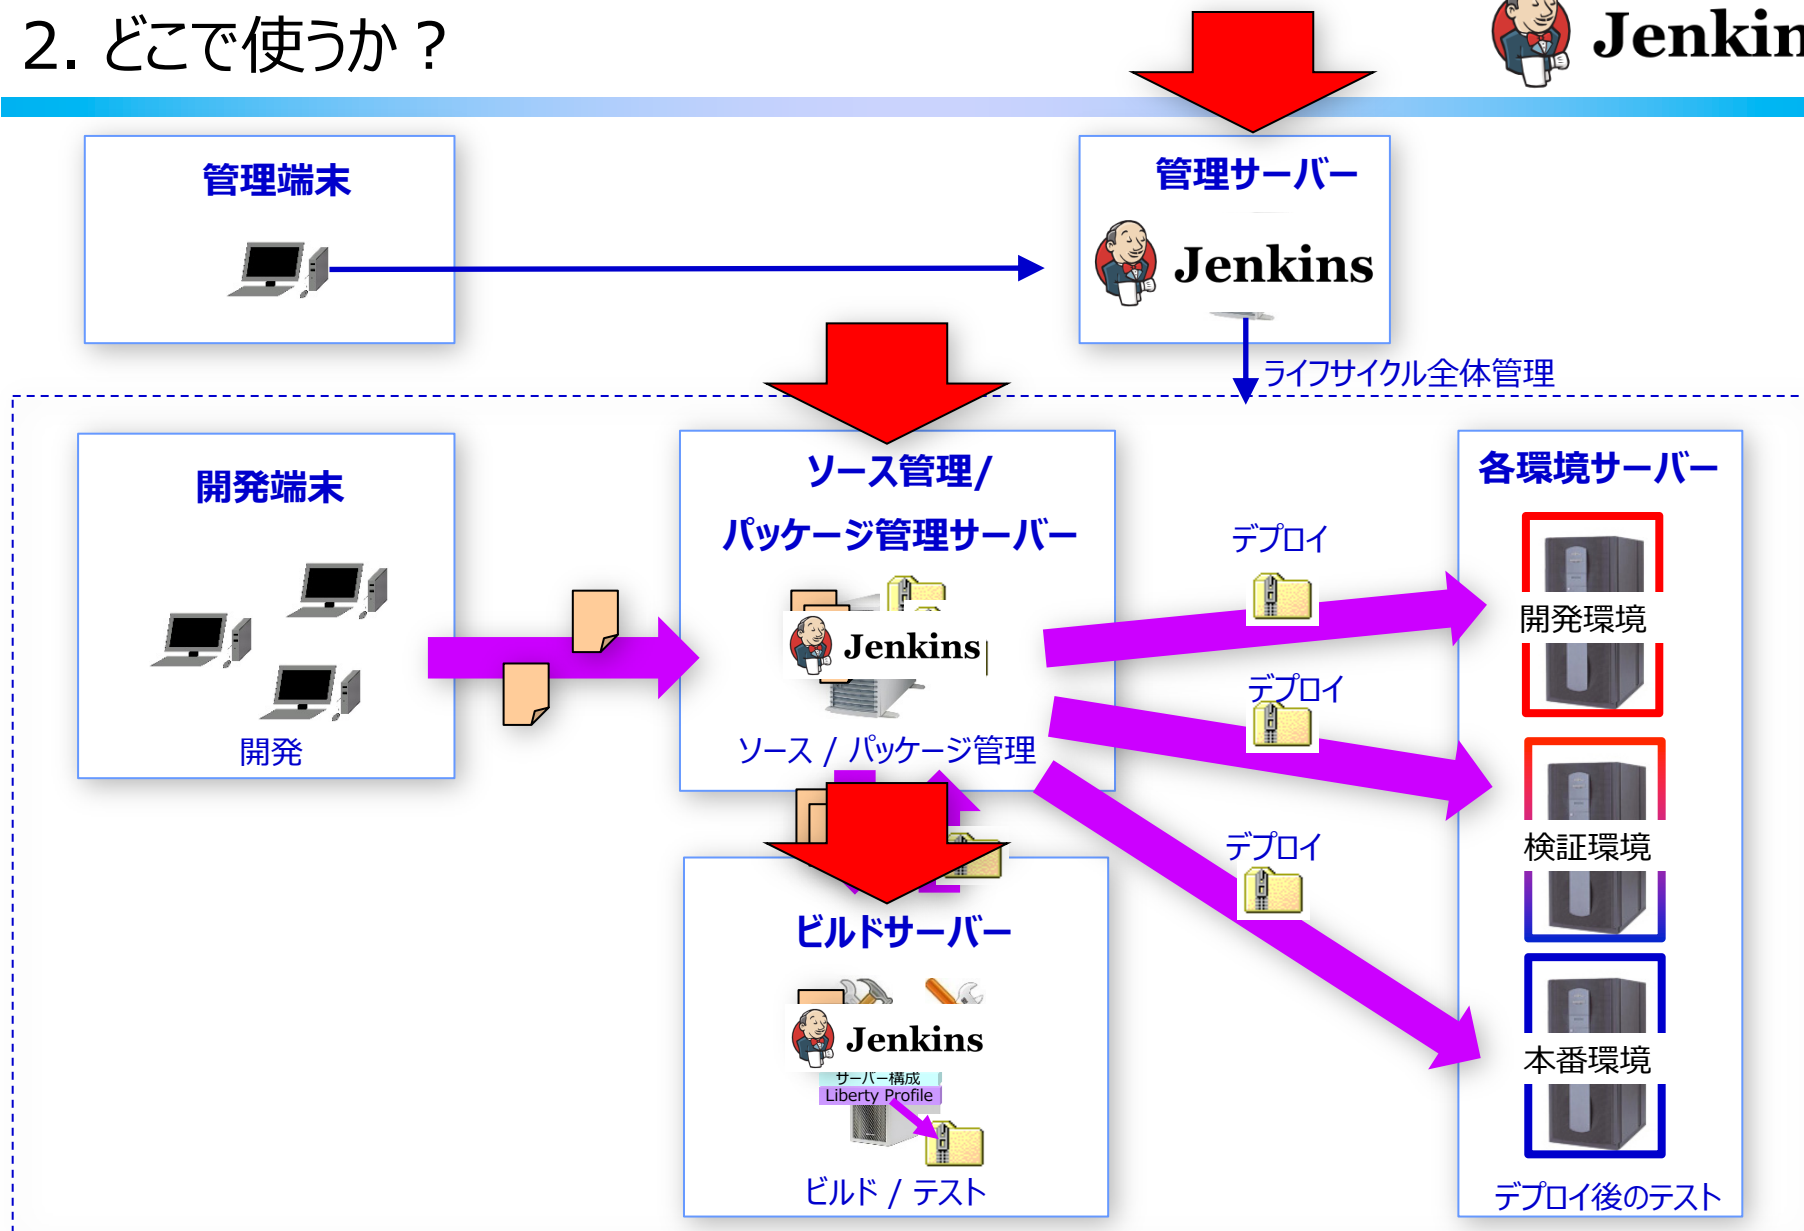 2. どこで使うか？
Jenkin
管理端末
管理サーバー
Jenkins
ライフサイクル全体管理
開発端末
開発
ソース管理/
パッケージ管理サーバー
Jenkins
ソース / パッケージ管理
デプロイ
デプロイ
デプロイ
各環境サーバー
開発環境
検証環境
本番環境
デプロイ後のテスト
ビルドサーバー
Jenkins
サーバー構成
Liberty Profile
ビルド / テスト